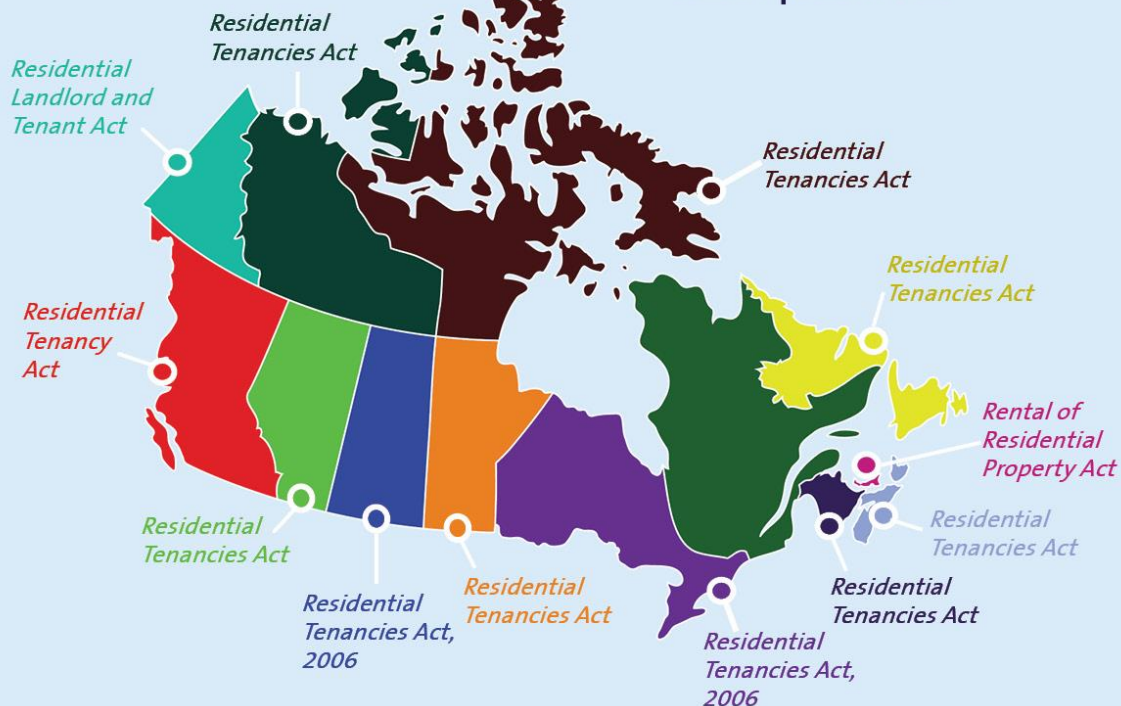 Residential
Tenancies Act
Residential
Landlord and
Tenant Act
Residential
Tenancies Act
Residential
Tenancies Act
Residential
Tenancy
Act
Rental of
Residential
Property Act
Residential
Tenancies Act
Residential
Tenancies Act
Residential
Tenancies Act
Residential
Tenancies Act
Residential
Tenancies Act,
2006
Residential
Tenancies Act,
2006